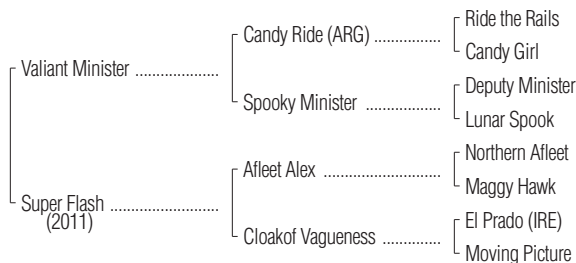 Ride the Rails
Candy Ride (ARG) ..................
Candy Girl
Valiant Minister ...................
Deputy Minister
Spooky Minister .................
Lunar Spook
Northern Afleet
Afleet Alex ..........................
Maggy Hawk
Super Flash .........................
(2011)
El Prado (IRE)
Cloakof Vagueness ............
Moving Picture